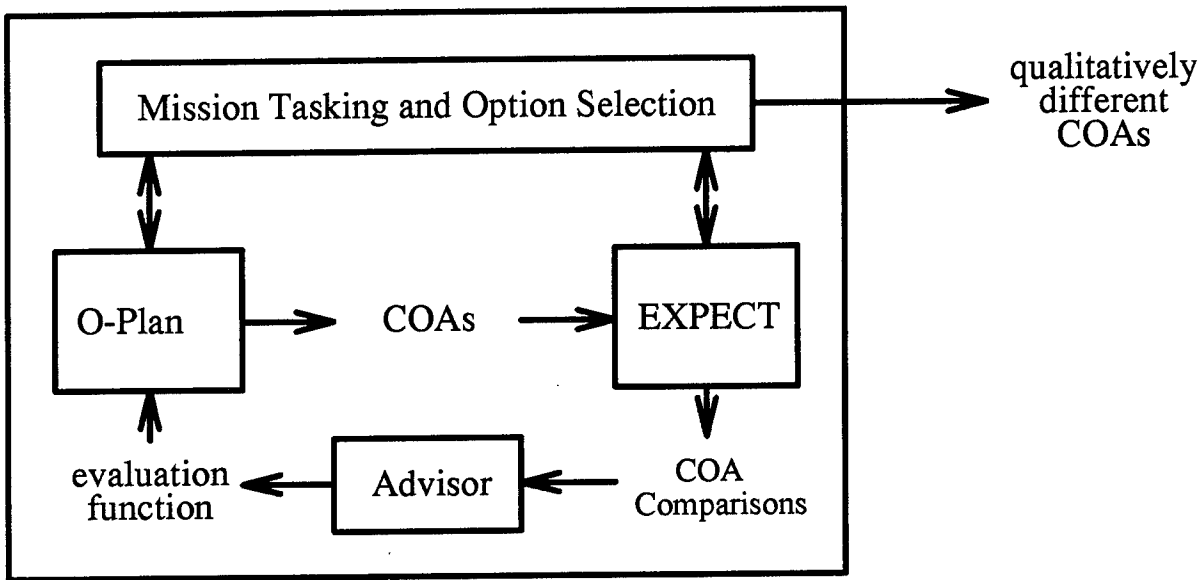 Mission Tasking and Option Selection
qualitatively
different
COAs
O-Plan
COAs
EXPECT
evaluation
function
Advisor
COA
Comparisons